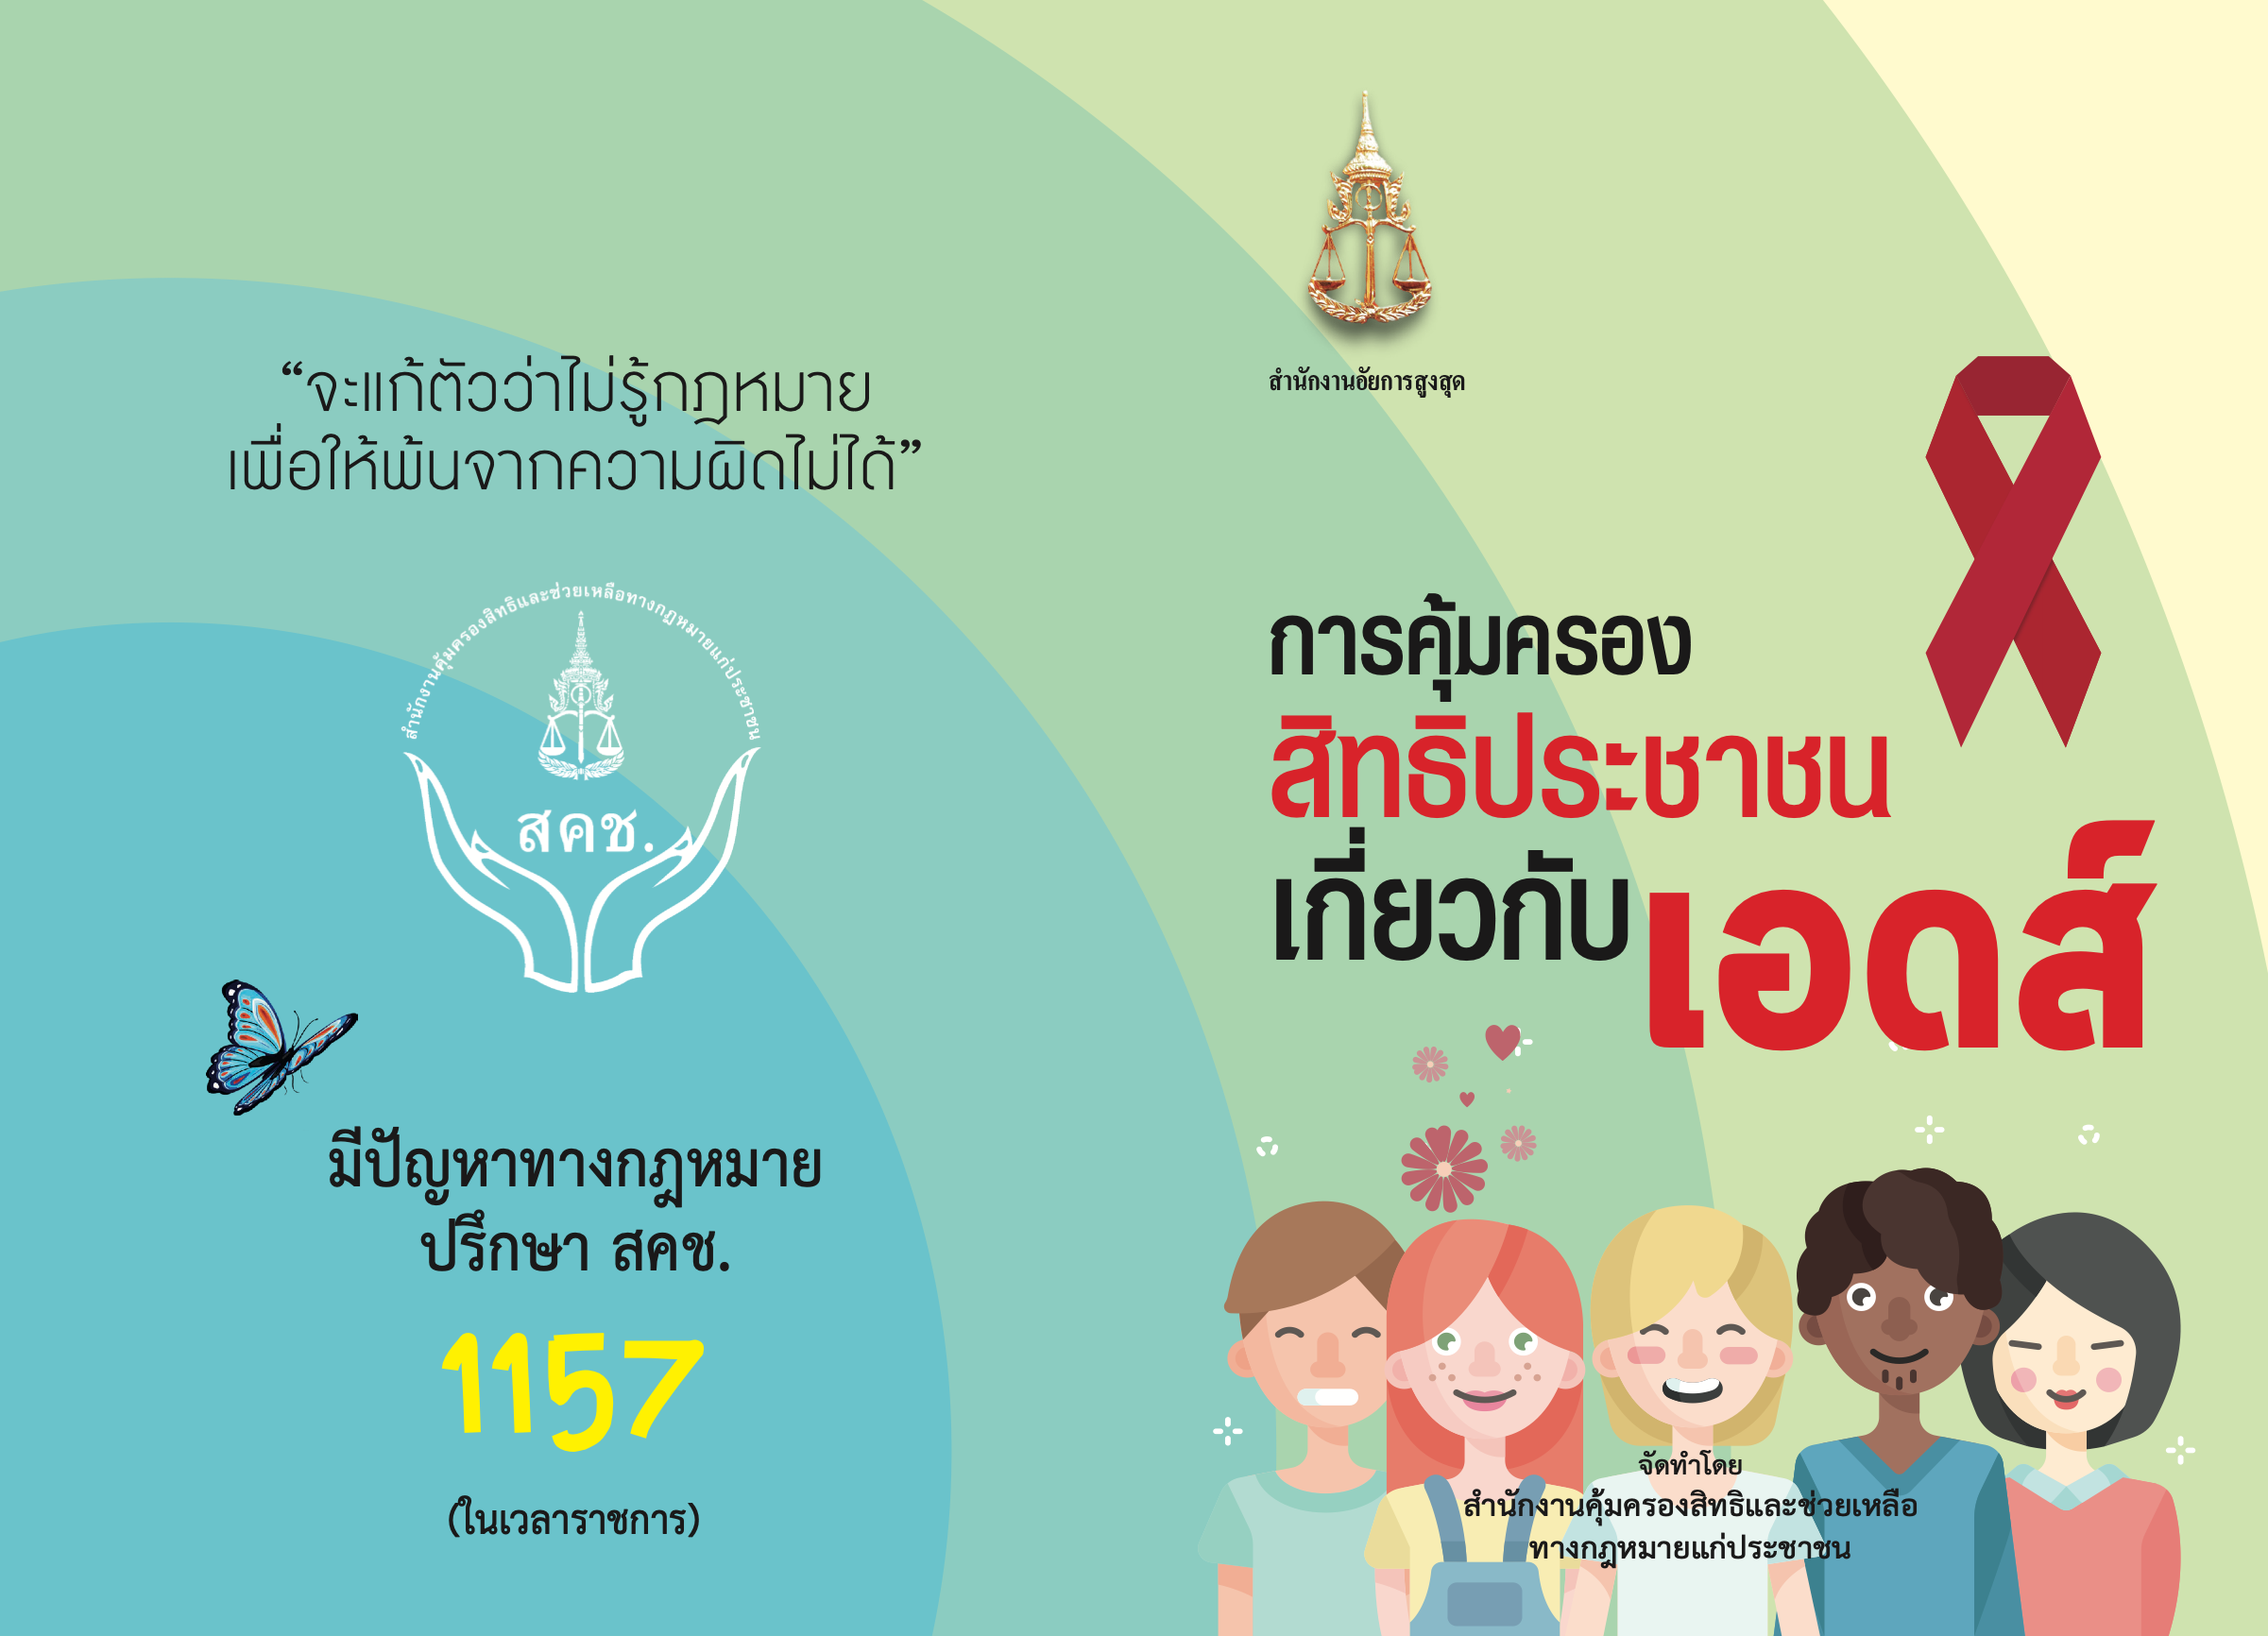 “จะแก้ตัวว่าไม่รู้กฎหมาย
เพื่อให้พ้นจากความผิดไม่ได้”
สำนักงานคุ้มครองสิทธิและช่วยเหลือทางกฎหมายแก่ประชาชน
สคช.
มีปัญหาทางกฎหมาย
ปรึกษา สคช.
1157
(ในเวลาราชการ)
สำนักงานอัยการสูงสุด
การคุ้มครอง
สิทธิประชาชน
เกี่ยวกับเอดส์
จัดทำโดย
สำนักงานคุ้มครองสิทธิและช่วยเหลือ
ทางกฎหมายแก่ประชาชน